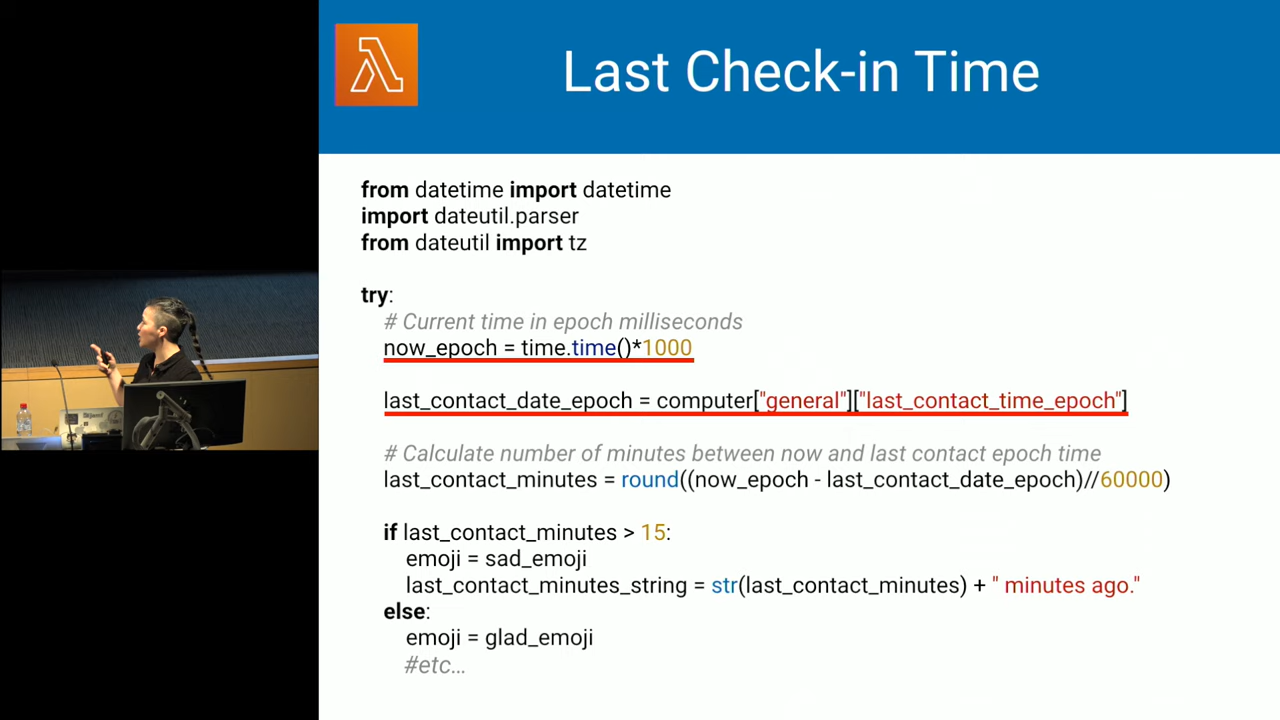 Last Check-in Time
from datetime import datetime
import dateutil.parser
from dateutil import tz
try:
# Current time in epoch milliseconds
now_epoch = time.time()*1000
last_contact_date_epoch = computer["general"]["last_contact_time_epoch"]
# Calculate number of minutes between now and last contact epoch time
last_contact_minutes = round((now_epoch - last_contact_date_epoch)//60000)
if last_contact_minutes > 15:
emoji = sad_emoji
last_contact_minutes_string = str(last_contact_minutes) + " minutes ago."
else:
emoji = glad_emoji
#etc…